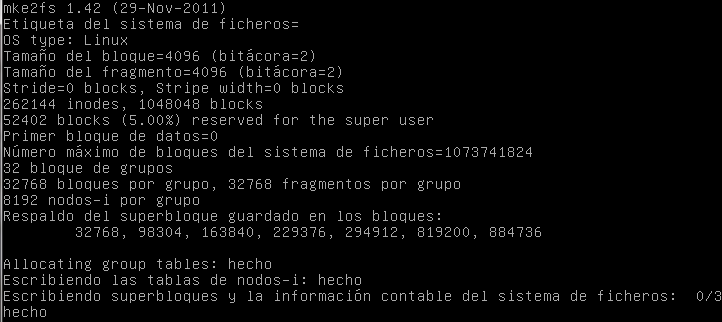 mke2fs 1.42 (29-Nov-2011)
Etiqueta del sistema de ficheros=
OS type: Linux
Tamaño del bloque=4096 (bitácora=2)
Tamaño del fragmento=4096 (bitácora=2)
Stride=0 blocks, Stripe width=0 blocks
262144 inodes, 1048048 blocks
52402 blocks (5.00%) reserved for the super user
Primer bloque de datos=0
Número máximo de bloques del sistema de ficheros=1073741824
32 bloque de grupos
32768 bloques por grupo, 32768 fragmentos por grupo
8192 nodos-i por grupo
Respaldo del superbloque guardado en los bloques:
32768, 98304, 163840, 229376, 294912, 819200, 884736
Allocating group tables: hecho
Escribiendo las tablas de nodos-i: hecho
Escribiendo superbloques y la información contable del sistema de ficheros:  0/3
hecho